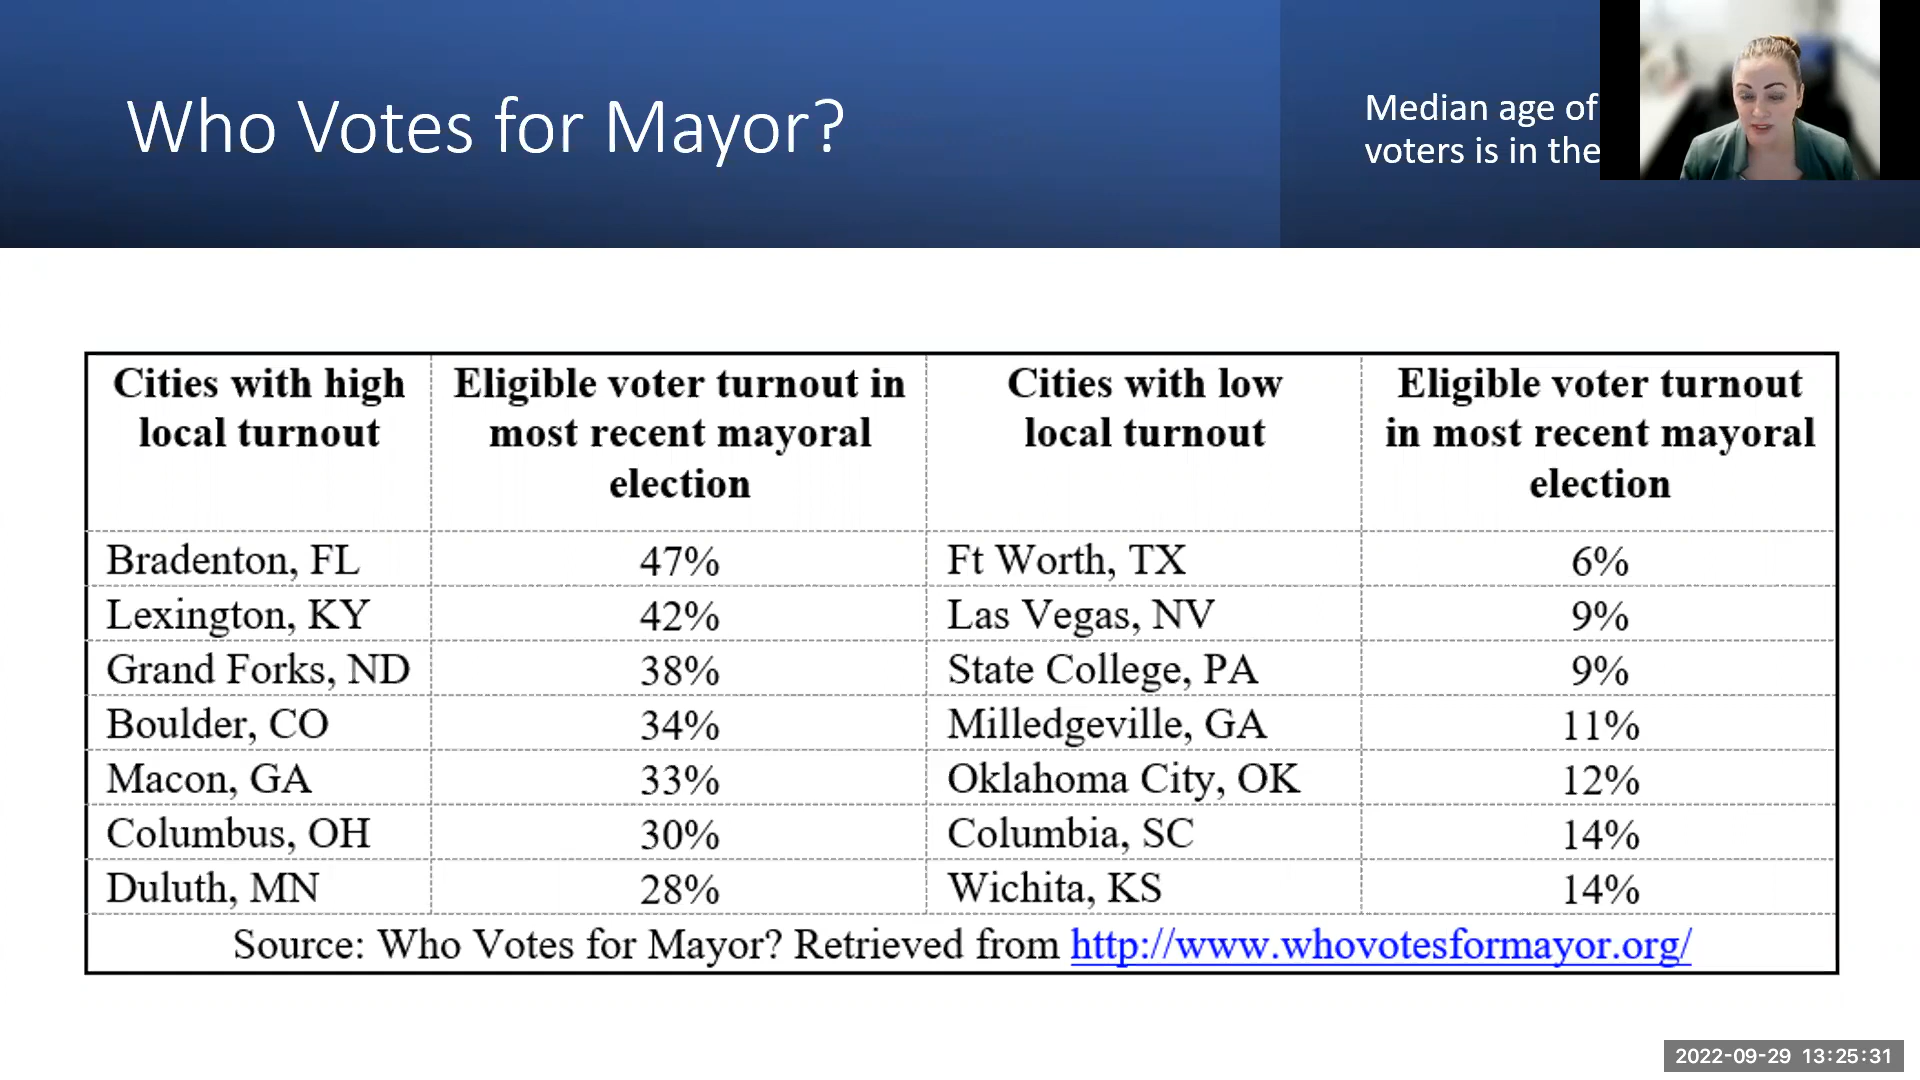 Who Votes for Mayor?
Median age of
voters is in the
Cities with high
local turnout
Eligible voter turnout in
most recent mayoral
election
Cities with low
local turnout
Eligible voter turnout
in most recent mayoral
election
Bradenton, FL 47% Ft Worth, TX 6%
Lexington, KY 42% Las Vegas, NV 9%
Grand Forks, ND 38% State College, PA 9%
Boulder, CO 34% Milledgeville, GA 11%
Macon, GA 33% Oklahoma City, OK 12%
Columbus, OH 30% Columbia, SC 14%
Duluth, MN 28% Wichita, KS 14%
Source: Who Votes for Mayor? Retrieved from http://www.whovotesformayor.org/
2022-09-29 13:25:31